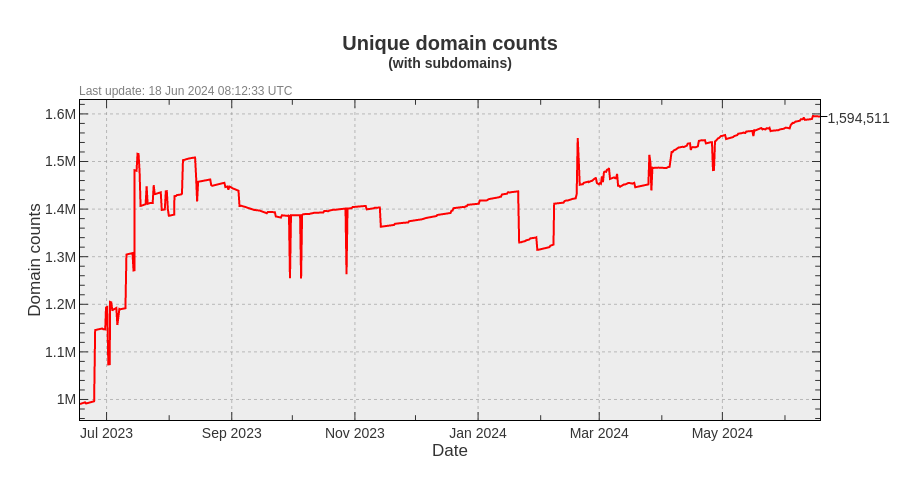 Unique domain counts
(with subdomains)
Last update: 18 Jun 2024 08:12:33 UTC
1.6M
1,594,511
1.5M
1.4M
1.3M
1.2M
1.1M
1M
Domain counts
Jul 2023 Sep 2023 Nov 2023 Jan 2024 Mar 2024 May 2024
Date